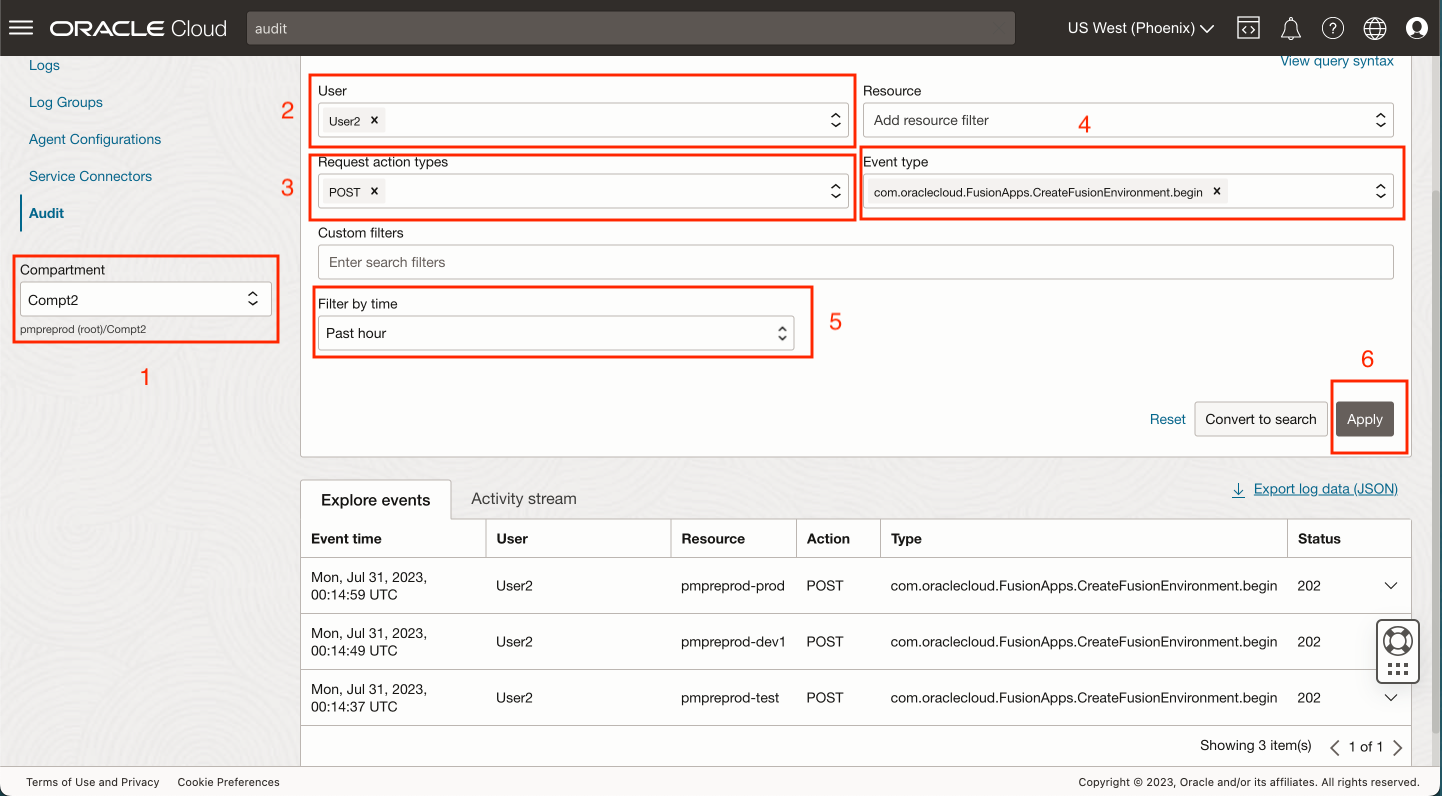 ORACLE Cloud
audit
US West (Phoenix)
Logs
Log Groups
Agent Configurations
Service Connectors
Audit
Compartment
Compt2
pmpreprod (root)/Compt2
1
View query syntax
2
User
User2 ×
Resource
Add resource filter
4
3
Request action types
POST ×
Event type
com.oraclecloud.FusionApps.CreateFusionEnvironment.begin ×
Custom filters
Enter search filters
Filter by time
Past hour
5
6
Reset
Convert to search
Apply
Explore events
Activity stream
Export log data (JSON)
Event time User Resource Action Type Status
Mon, Jul 31, 2023,
00:14:59 UTC
User2 pmpreprod-prod POST com.oraclecloud.FusionApps.CreateFusionEnvironment.begin 202
Mon, Jul 31, 2023,
00:14:49 UTC
User2 pmpreprod-dev1 POST com.oraclecloud.FusionApps.CreateFusionEnvironment.begin 202
Mon, Jul 31, 2023,
00:14:37 UTC
User2 pmpreprod-test POST com.oraclecloud.FusionApps.CreateFusionEnvironment.begin 202
Showing 3 item(s) 1 of 1
Terms of Use and Privacy Cookie Preferences
Copyright © 2023, Oracle and/or its affiliates. All rights reserved.